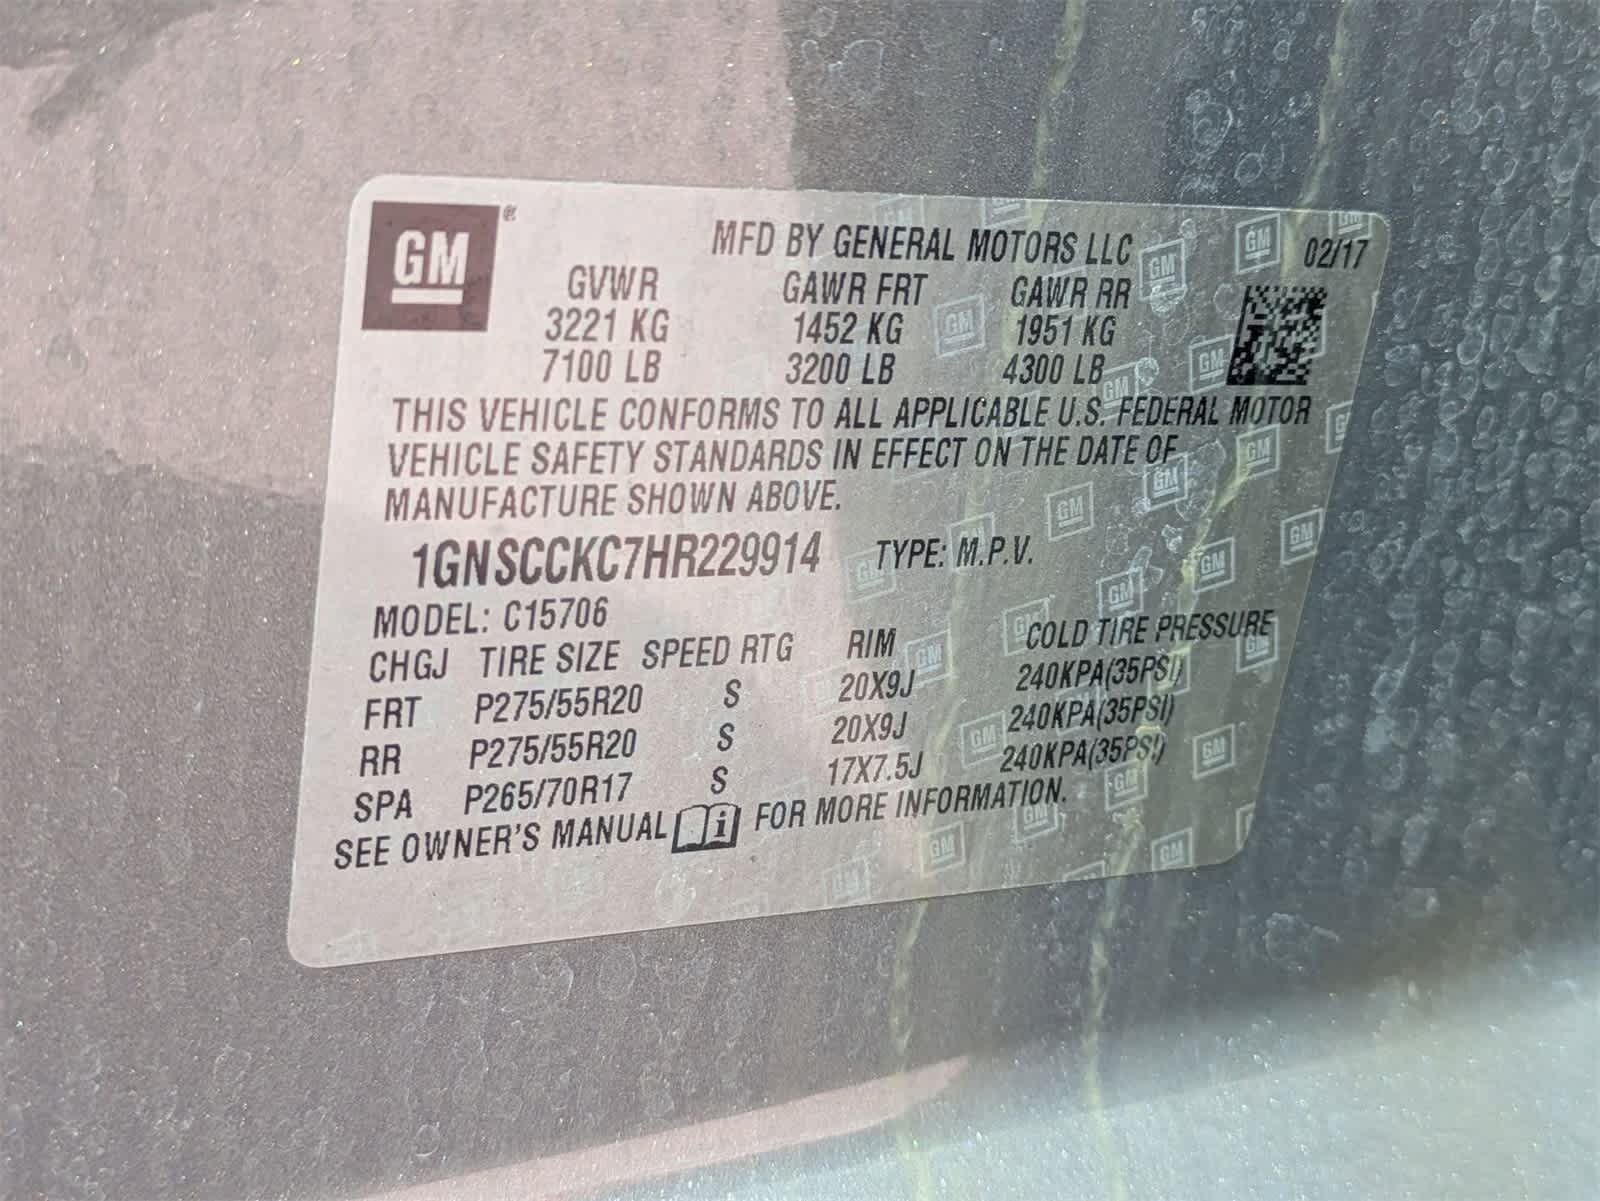 GM ®
MFD BY GENERAL MOTORS LLC 02/17
GVWR GAWR FRT GAWR RR
3221 KG 1452 KG 1951 KG
7100 LB 3200 LB 4300 LB
THIS VEHICLE CONFORMS TO ALL APPLICABLE U.S. FEDERAL MOTOR
VEHICLE SAFETY STANDARDS IN EFFECT ON THE DATE OF
MANUFACTURE SHOWN ABOVE.
1GNSCCKC7HR229914 TYPE: M.P.V.
MODEL: C15706
CHGJ TIRE SIZE SPEED RTG RIM COLD TIRE PRESSURE
FRT P275/55R20 S 20X9J 240KPA(35PSI)
RR P275/55R20 S 20X9J 240KPA(35PSI)
SPA P265/70R17 S 17X7.5J 240KPA(35PSI)
SEE OWNER'S MANUAL i FOR MORE INFORMATION.